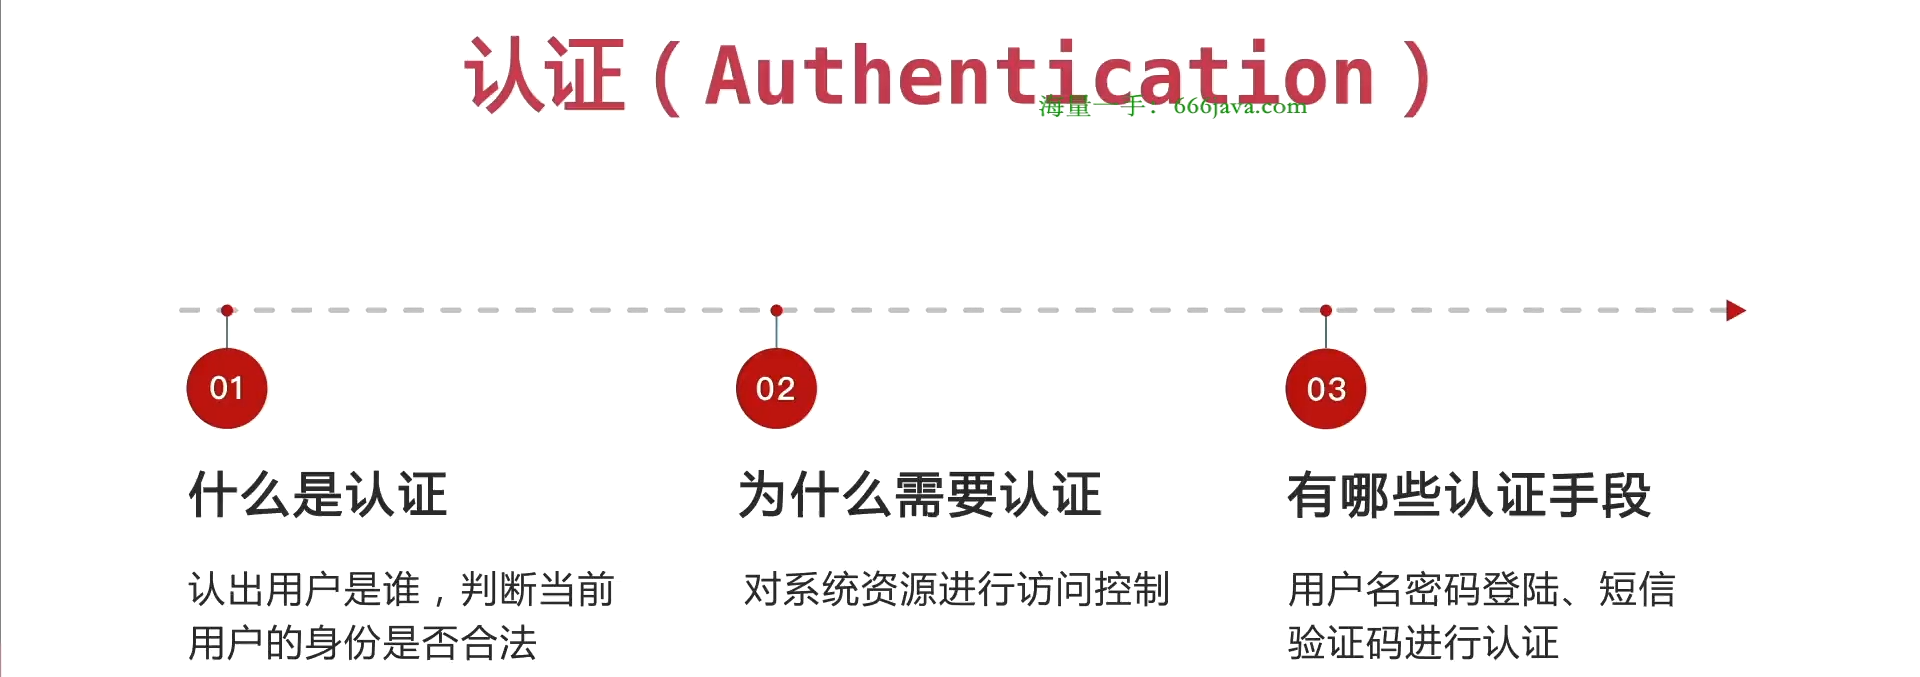 认证（Authentication）
海量一手：666java.com
01
什么是认证
认出用户是谁，判断当前
用户的身份是否合法
02
为什么需要认证
对系统资源进行访问控制
03
有哪些认证手段
用户名密码登陆、短信
验证码进行认证